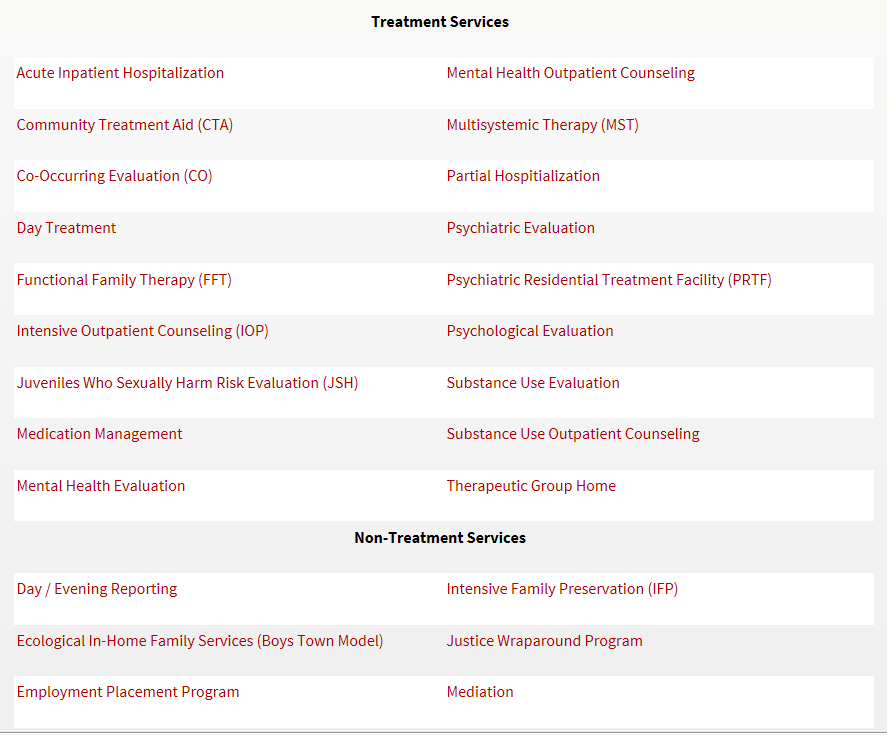 Treatment Services
Acute Inpatient Hospitalization
Mental Health Outpatient Counseling
Community Treatment Aid (CTA)
Multisystemic Therapy (MST)
Co-Occurring Evaluation (CO)
Partial Hospitialization
Day Treatment
Psychiatric Evaluation
Functional Family Therapy (FFT)
Psychiatric Residential Treatment Facility (PRTF)
Intensive Outpatient Counseling (IOP)
Psychological Evaluation
Juveniles Who Sexually Harm Risk Evaluation (JSH)
Substance Use Evaluation
Medication Management
Substance Use Outpatient Counseling
Mental Health Evaluation
Therapeutic Group Home
Non-Treatment Services
Day / Evening Reporting
Intensive Family Preservation (IFP)
Ecological In-Home Family Services (Boys Town Model)
Justice Wraparound Program
Employment Placement Program
Mediation